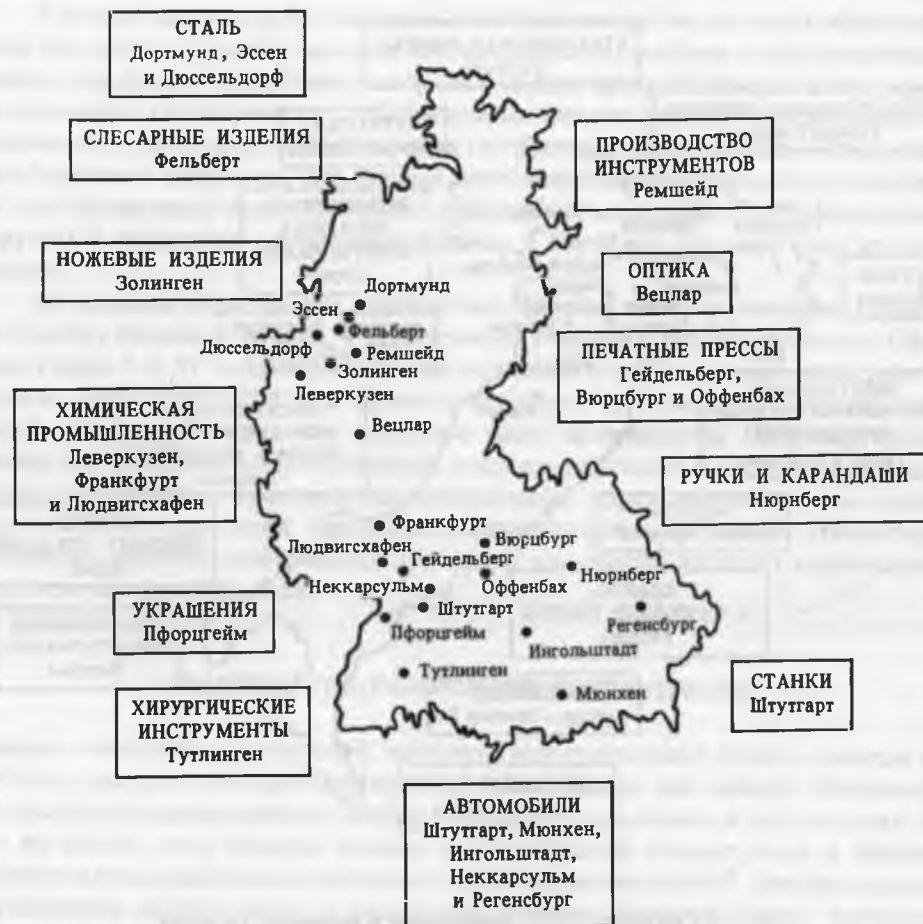 СТАЛЬ
Дортмунд, Эссен
и Дюссельдорф
СЛЕСАРНЫЕ ИЗДЕЛИЯ
Фельберт
ПРОИЗВОДСТВО
ИНСТРУМЕНТОВ
Ремшейд
НОЖЕВЫЕ ИЗДЕЛИЯ
Золинген
ОПТИКА
Вецлар
Дортмунд
Эссен
Фельберт
Дюссельдорф
Ремшейд
Золинген
Леверкузен
Вецлар
ПЕЧАТНЫЕ ПРЕССЫ
Гейдельберг,
Вюрцбург и Оффенбах
ХИМИЧЕСКАЯ
ПРОМЫШЛЕННОСТЬ
Леверкузен,
Франкфурт
и Людвигсхафен
РУЧКИ И КАРАНДАШИ
Нюрнберг
Франкфурт
Вюрцбург
Людвигсхафен
Гейдельберг
Нюрнберг
Неккарсульм
Оффенбах
Штутгарт
Регенсбург
Пфорцгейм
Ингольштадт
Тутлинген
Мюнхен
УКРАШЕНИЯ
Пфорцгейм
ХИРУРГИЧЕСКИЕ
ИНСТРУМЕНТЫ
Тутлинген
СТАНКИ
Штутгарт
АВТОМОБИЛИ
Штутгарт, Мюнхен,
Ингольштадт,
Неккарсульм
и Регенсбург